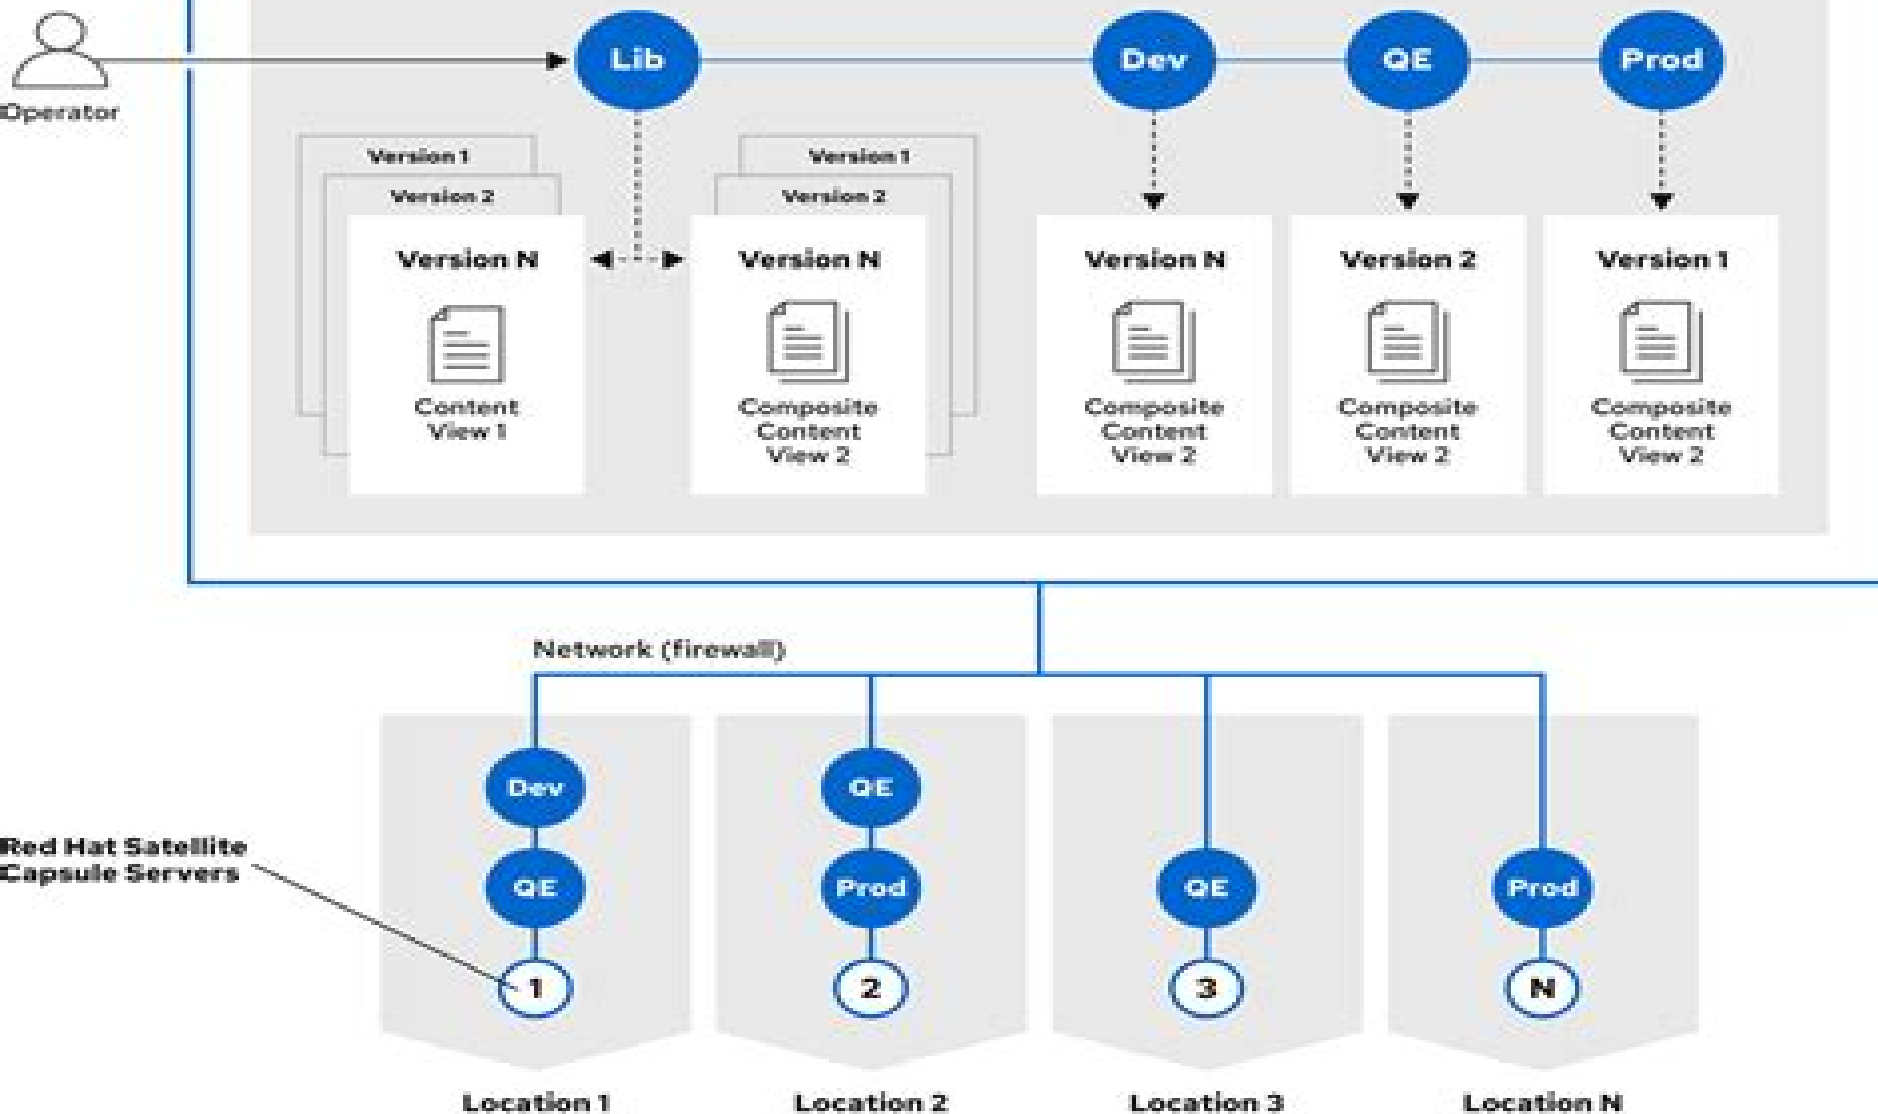 Lib
Dev
QE
Prod
Operator
Version 1
Version 1
Version 2
Version 2
Version N
Version N
Version N
Version 2
Version 1
Content
View 1
Composite
Content
View 2
Composite
Content
View 2
Composite
Content
View 2
Composite
Content
View 2
Network (firewall)
Dev
QE
Red Hat Satellite
Capsule Servers
QE
Prod
QE
Prod
1
2
3
N
Location 1
Location 2
Location 3
Location N